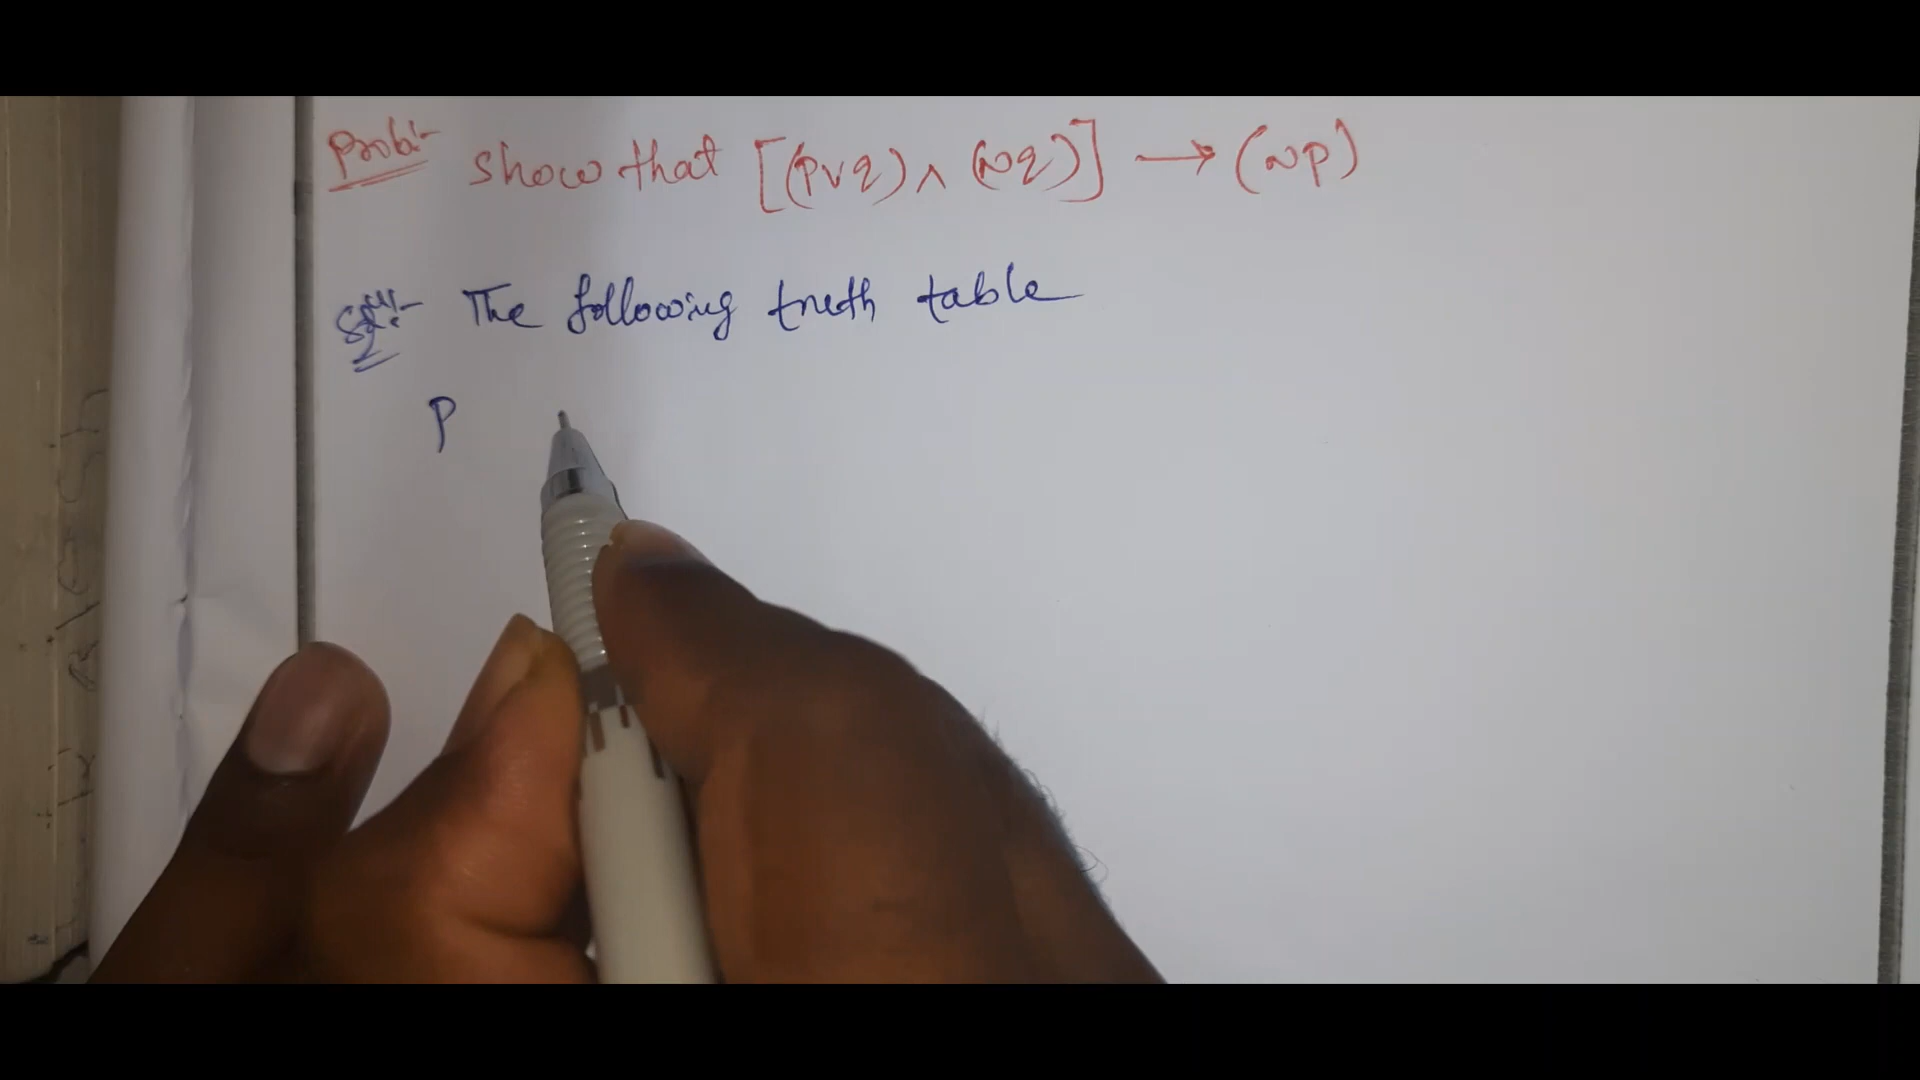 Prob:- show that [(p∨q)∧(~q)] → (~p)
Sol:- The following truth table
P